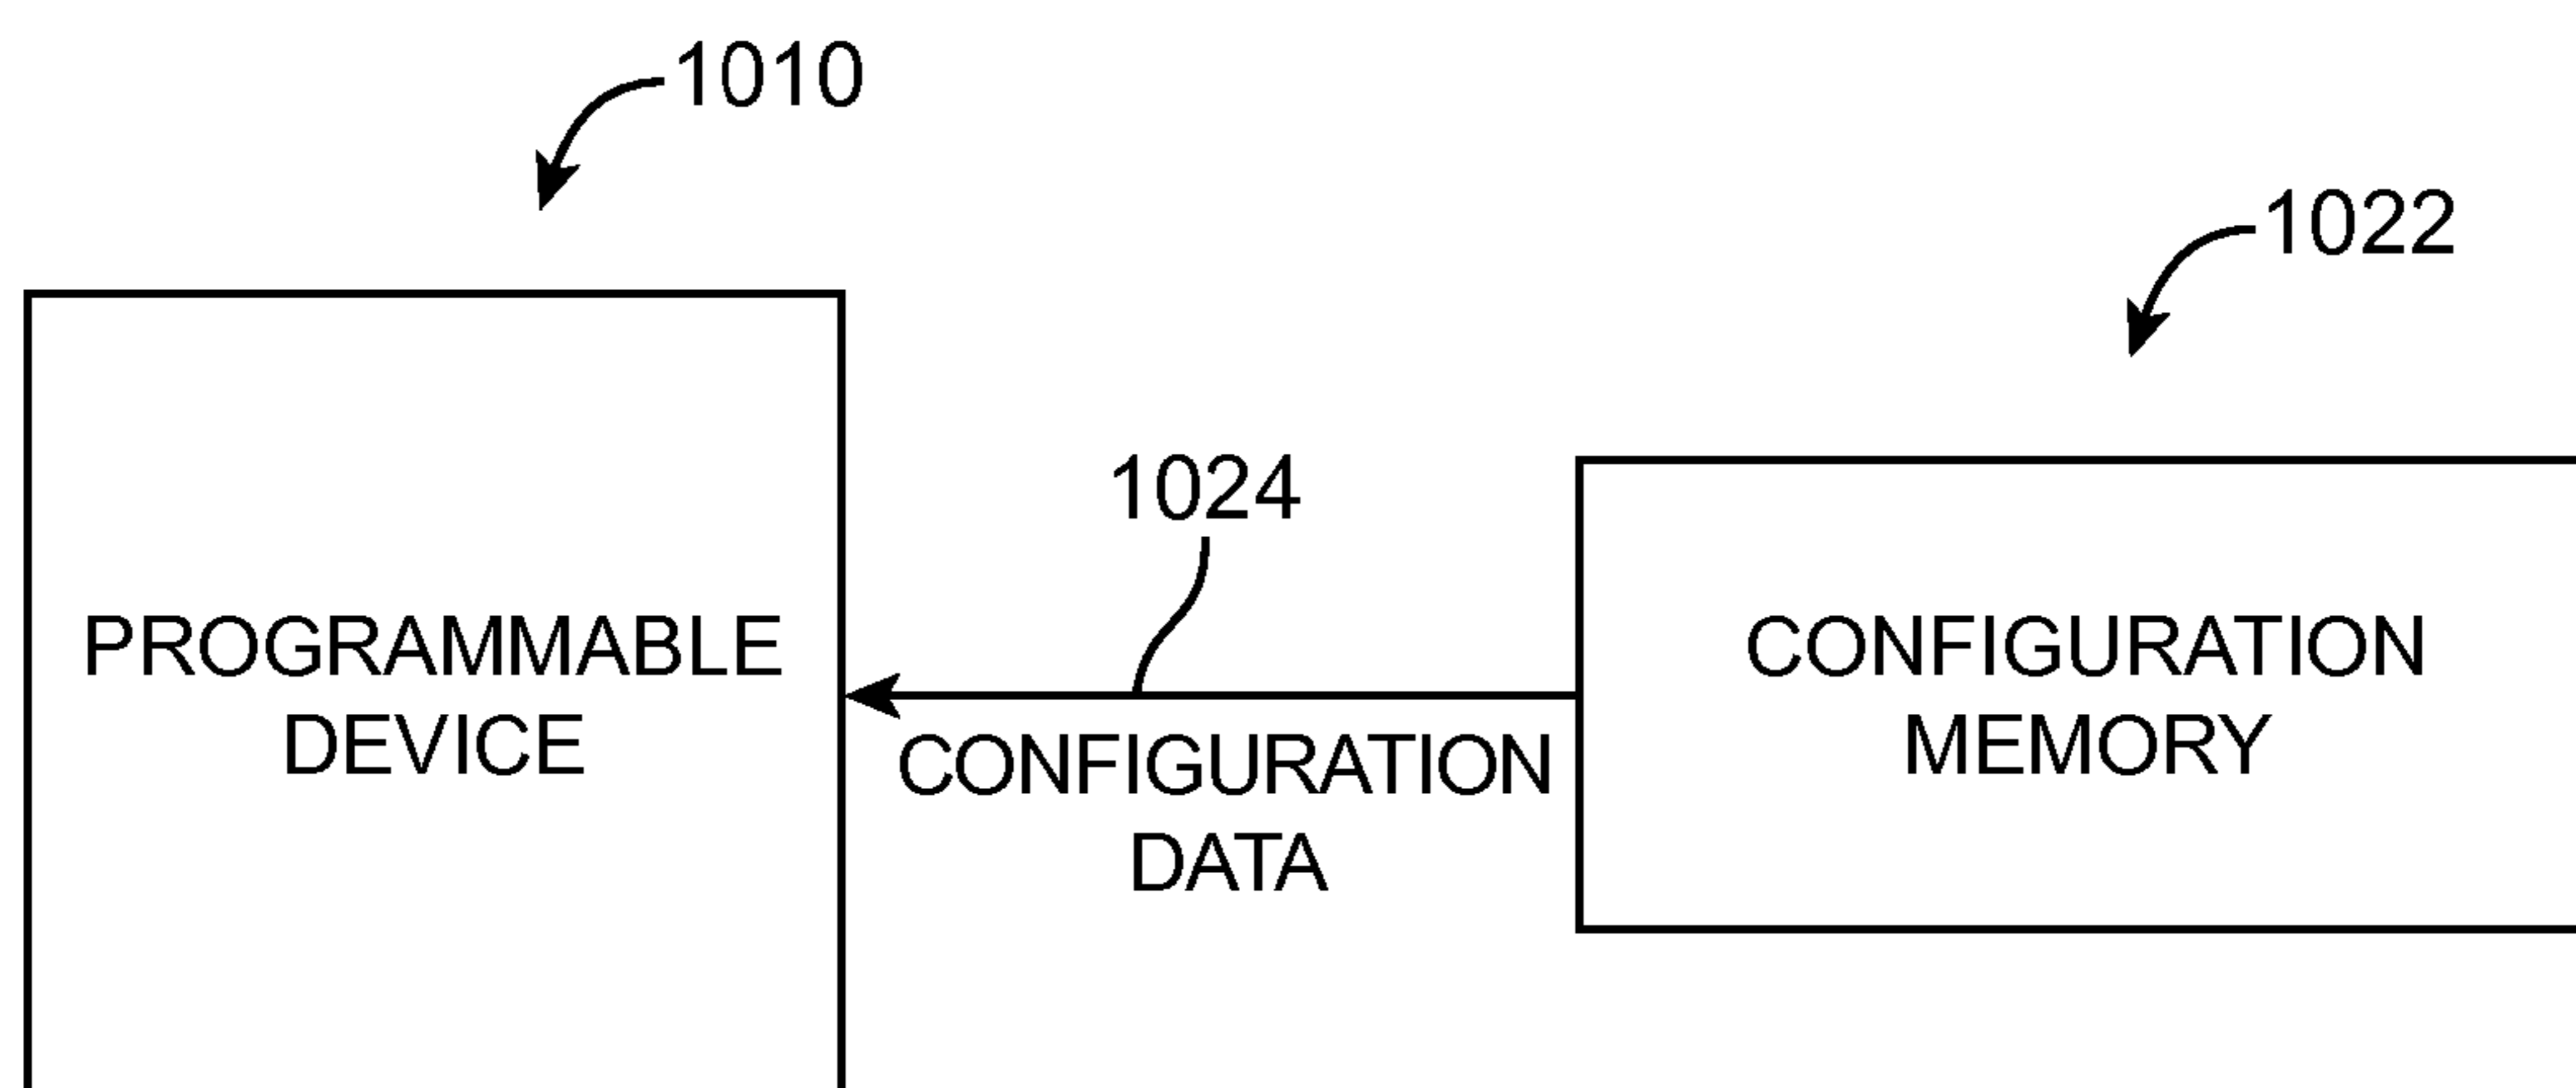 1010
1022
1024
PROGRAMMABLE
DEVICE
CONFIGURATION
DATA
CONFIGURATION
MEMORY